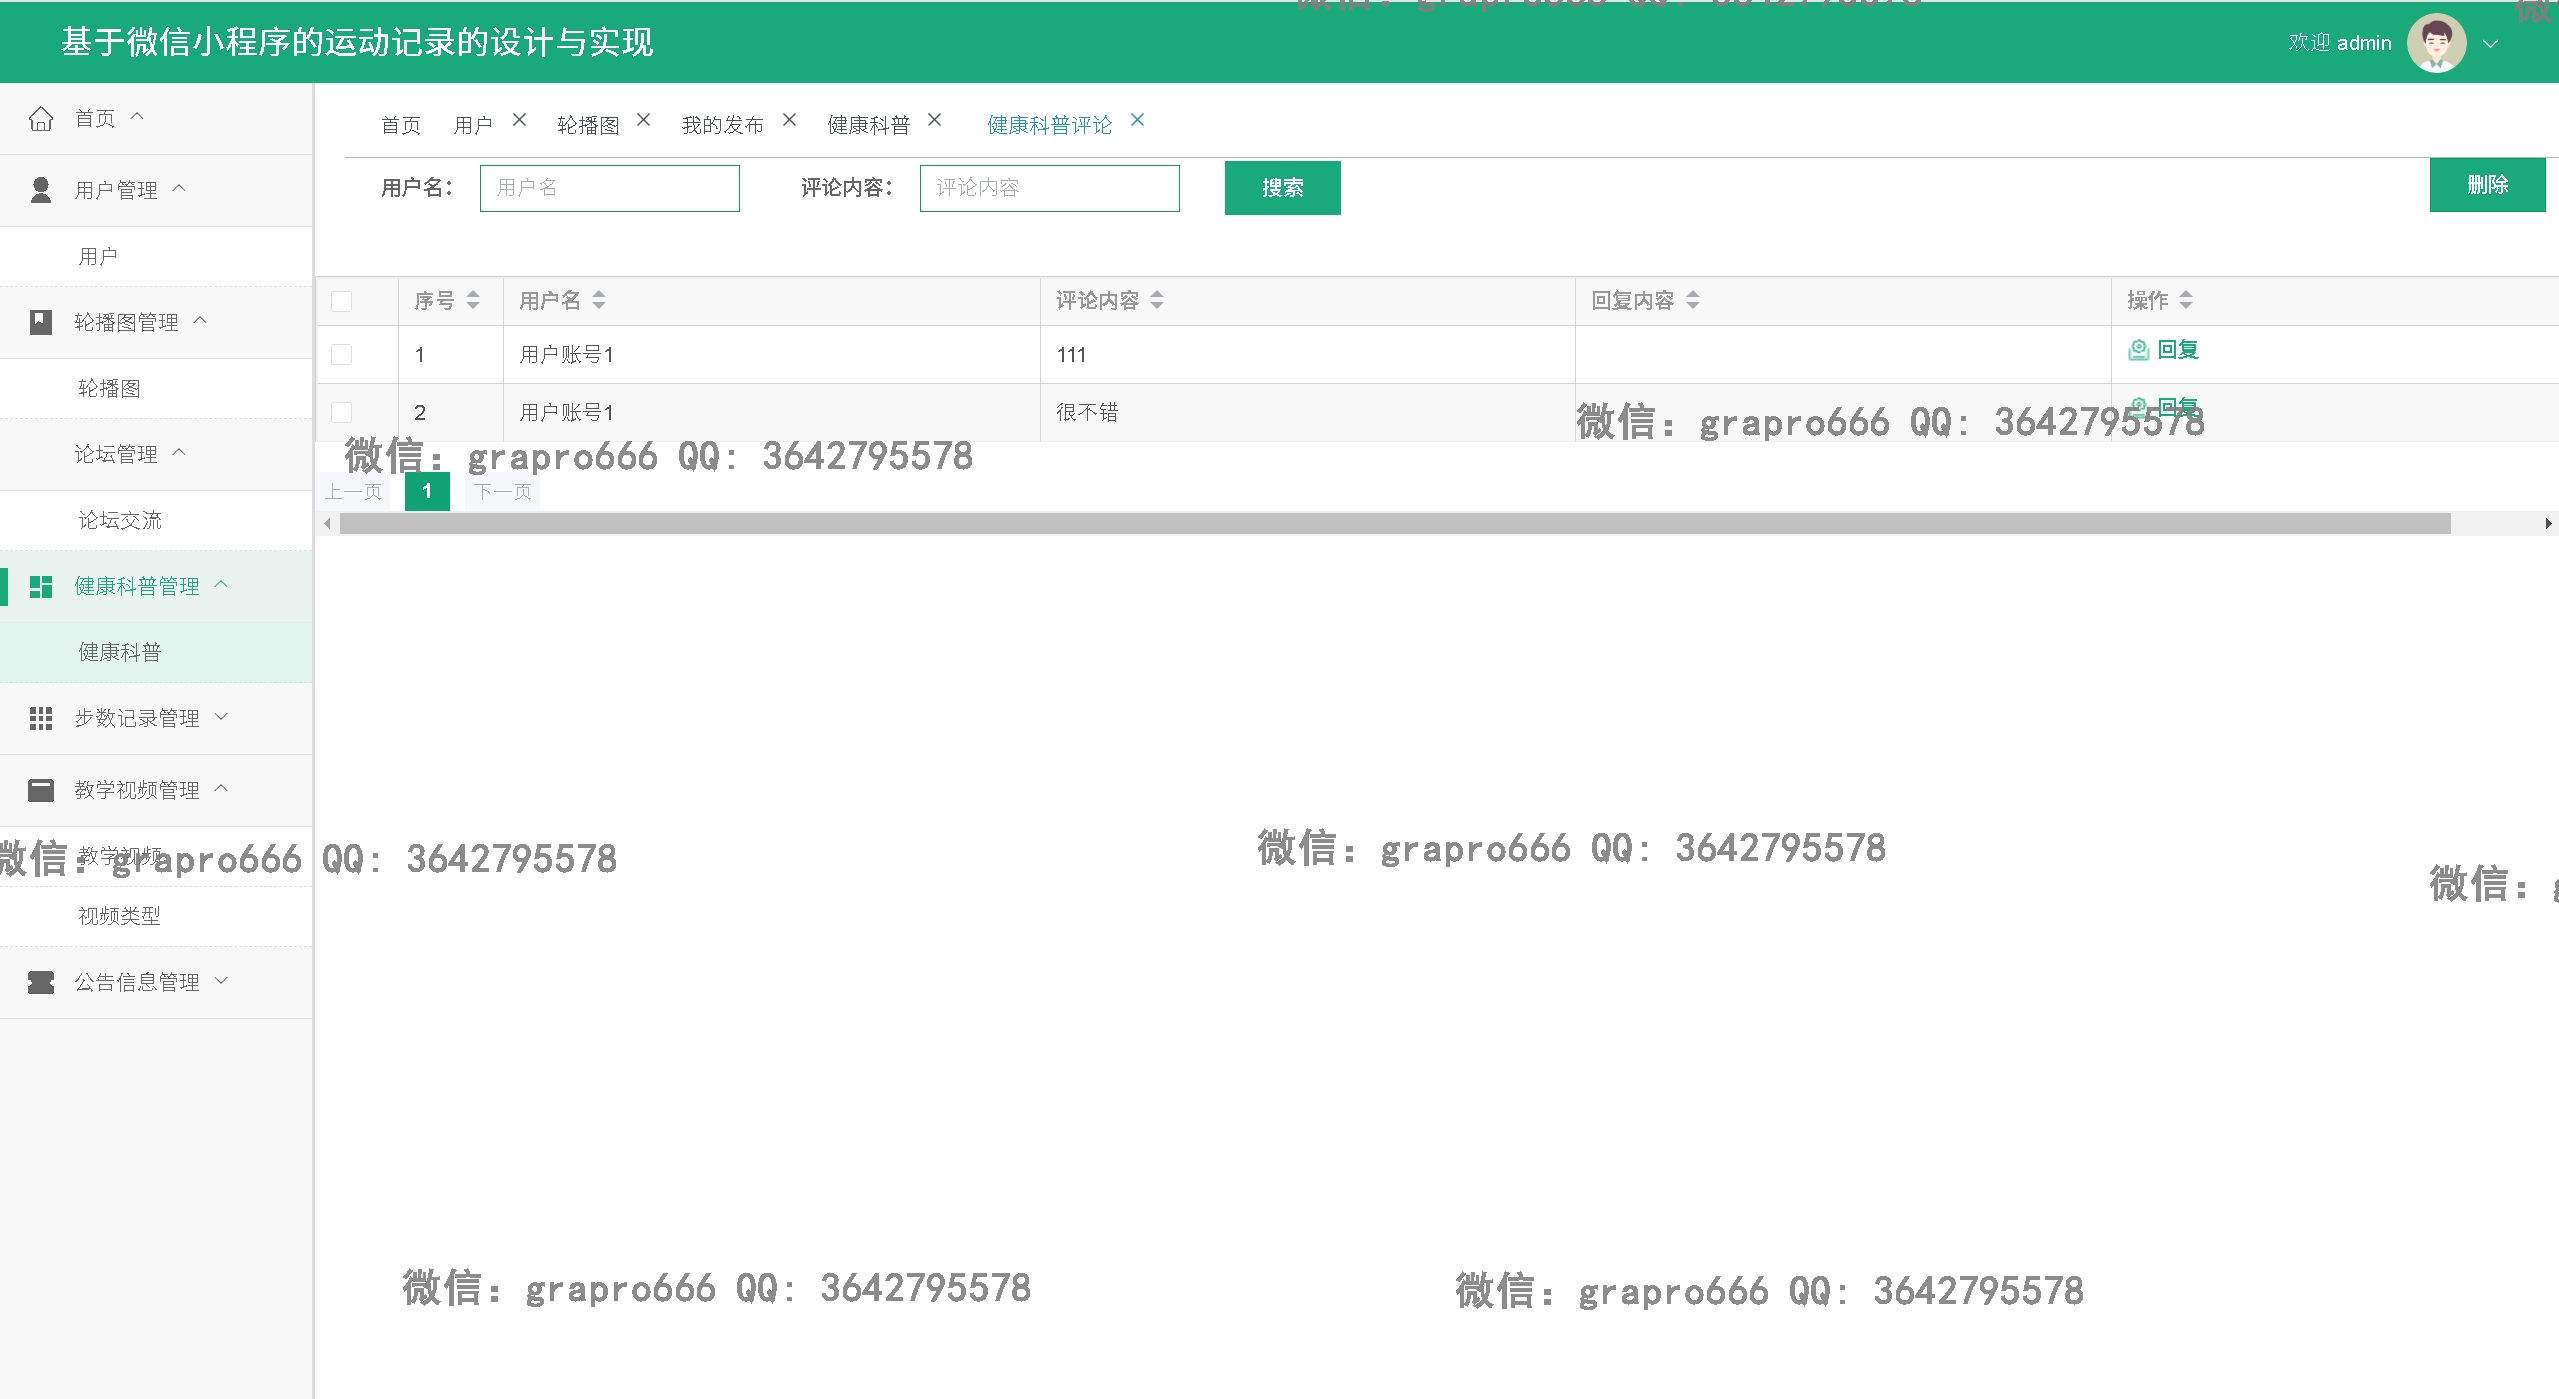 基于微信小程序的运动记录的设计与实现
欢迎 admin
首页
用户管理
用户
轮播图管理
轮播图
论坛管理
论坛交流
健康科普管理
健康科普
步数记录管理
教学视频管理
教学视频
视频类型
公告信息管理
首页 用户 轮播图 我的发布 健康科普 健康科普评论
用户名： 用户名 评论内容： 评论内容 搜索 删除
序号 用户名 评论内容 回复内容 操作
1 用户账号1 111 回复
2 用户账号1 很不错 回复
微信：grapro666 QQ: 3642795578
微信：grapro666 QQ: 3642795578
上一页 1 下一页
微信：grapro666 QQ: 3642795578
微信：grapro666 QQ: 3642795578
微信：
微信：grapro666 QQ: 3642795578
微信：grapro666 QQ: 3642795578